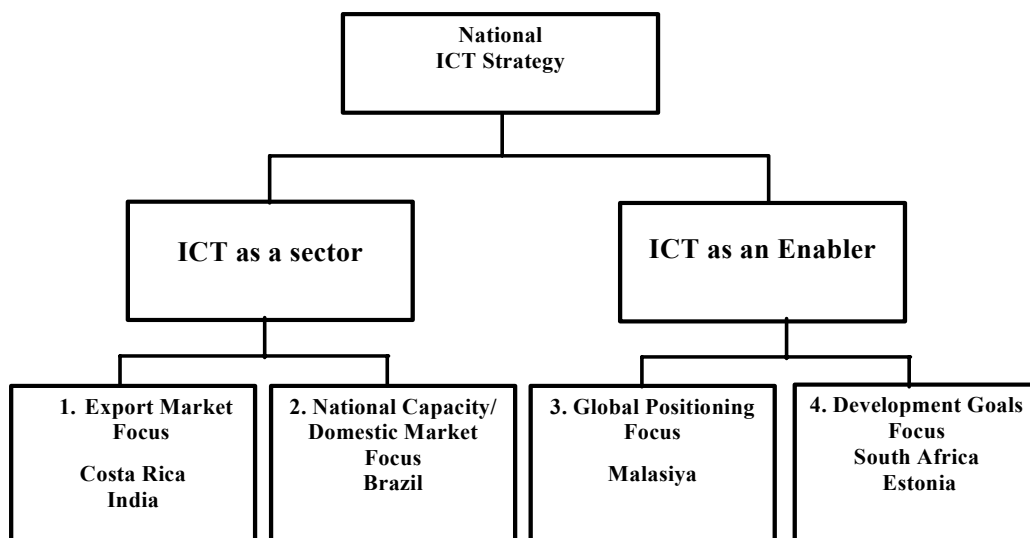 National
ICT Strategy
ICT as a sector
ICT as an Enabler
1. Export Market
Focus
Costa Rica
India
2. National Capacity/
Domestic Market
Focus
Brazil
3. Global Positioning
Focus
Malasiya
4. Development Goals
Focus
South Africa
Estonia